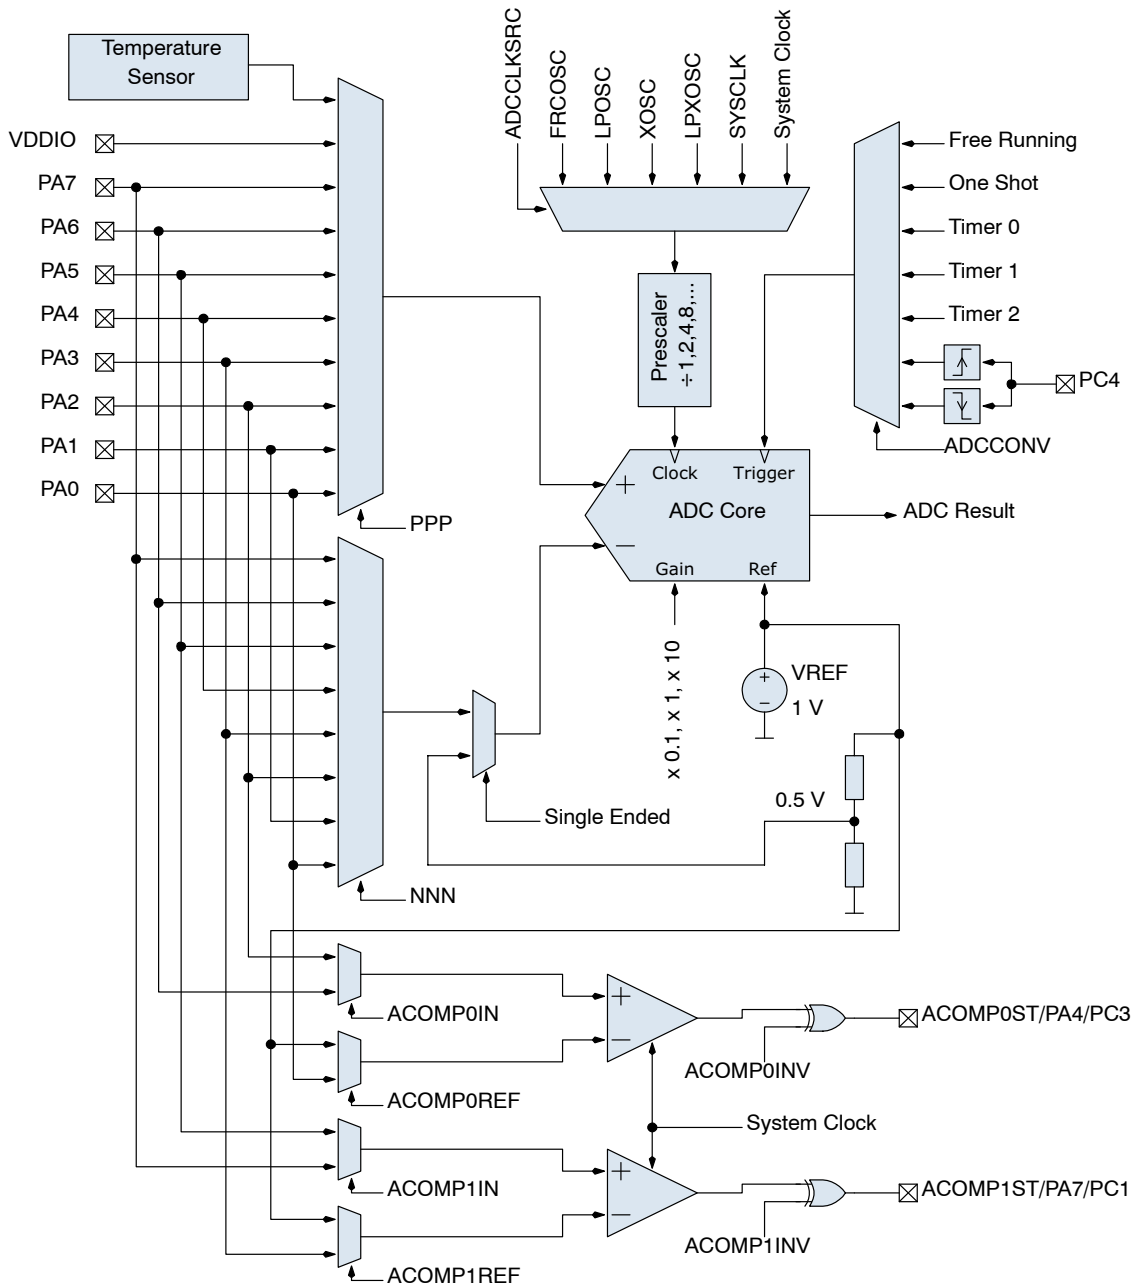 Temperature
Sensor
VDDIO
PA7
PA6
PA5
PA4
PA3
PA2
PA1
PA0
PPP
NNN
ADCCLKSRC
FRCOSC
LPOSC
XOSC
LPXOSC
SYSCLK
System Clock
Prescaler
÷1,2,4,8,...
Free Running
One Shot
Timer 0
Timer 1
Timer 2
PC4
ADCCONV
Clock
Trigger
+
ADC Core
−
Gain
Ref
ADC Result
x 0.1, x 1, x 10
+
−
VREF
1 V
0.5 V
Single Ended
ACOMP0IN
ACOMP0REF
+
−
ACOMP0INV
ACOMP0ST/PA4/PC3
System Clock
ACOMP1IN
ACOMP1REF
+
−
ACOMP1INV
ACOMP1ST/PA7/PC1